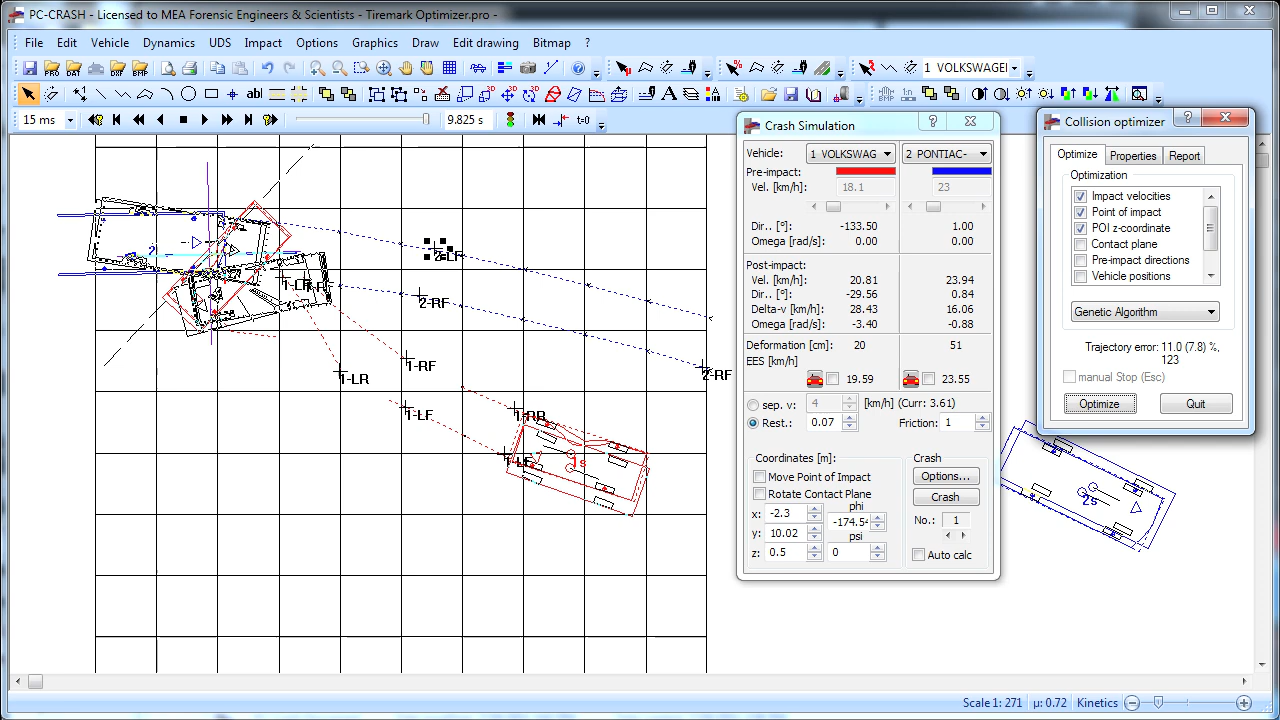 PC-CRASH - Licensed to MEA Forensic Engineers & Scientists - Tiremark Optimizer.pro -
File Edit Vehicle Dynamics UDS Impact Options Graphics Draw Edit drawing Bitmap ?
PRO DAT DXF BMP 1 VOLKSWAGE
abl
15 ms 9.825 s t=0
Crash Simulation
Vehicle: 1 VOLKSWAG 2 PONTIAC-
Pre-impact:
Vel. [km/h]: 18.1 23
Dir.. [°]: -133.50 1.00
Omega [rad/s] 0.00 0.00
Post-impact:
Vel. [km/h]: 20.81 23.94
Dir.. [°]: -29.56 0.84
Delta-v [km/h]: 28.43 16.06
Omega [rad/s]: -3.40 -0.88
Deformation [cm]: 20 51
EES [km/h]
19.59 23.55
sep. v: 4 [km/h] (Curr: 3.61)
Rest.: 0.07 Friction: 1
Coordinates [m]:
Move Point of Impact
Rotate Contact Plane
phi
x: -2.3 -174.54
y: 10.02 psi
z: 0.5 0
Crash
Options...
Crash
No.: 1
Auto calc
Collision optimizer
Optimize Properties Report
Optimization
Impact velocities
Point of impact
POI z-coordinate
Contact plane
Pre-impact directions
Vehicle positions
Genetic Algorithm
Trajectory error: 11.0 (7.8) %,
123
manual Stop (Esc)
Optimize Quit
2
2-LF
1-LR
2-RF
1-RF
1-LR
2-RF
1-LF
1-RR
1-LF
1s
2s
Scale 1: 271 µ: 0.72 Kinetics